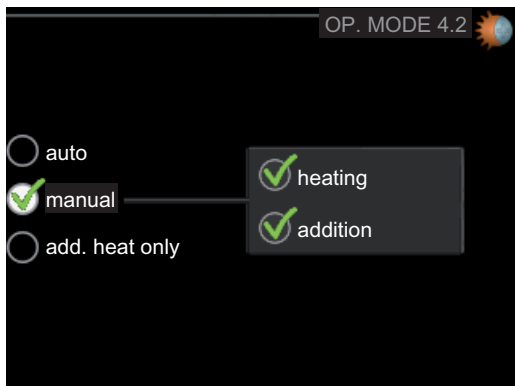 OP. MODE 4.2
auto
manual
add. heat only
heating
addition